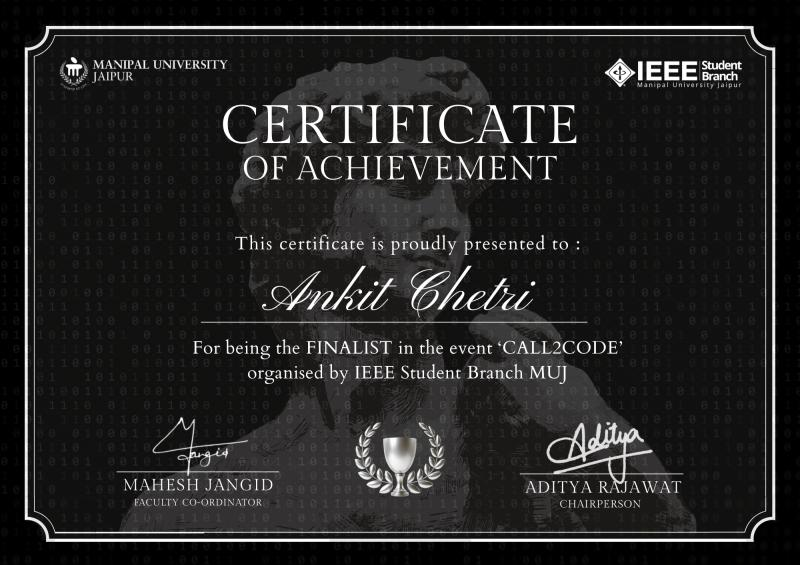 MANIPAL UNIVERSITY
JAIPUR
IEEE Student
Branch
Manipal University Jaipur
CERTIFICATE
OF ACHIEVEMENT
This certificate is proudly presented to :
Ankit Chetri
For being the FINALIST in the event ‘CALL2CODE’
organised by IEEE Student Branch MUJ
Jangid
Aditya
MAHESH JANGID
ADITYA RAJAWAT
FACULTY CO-ORDINATOR
CHAIRPERSON